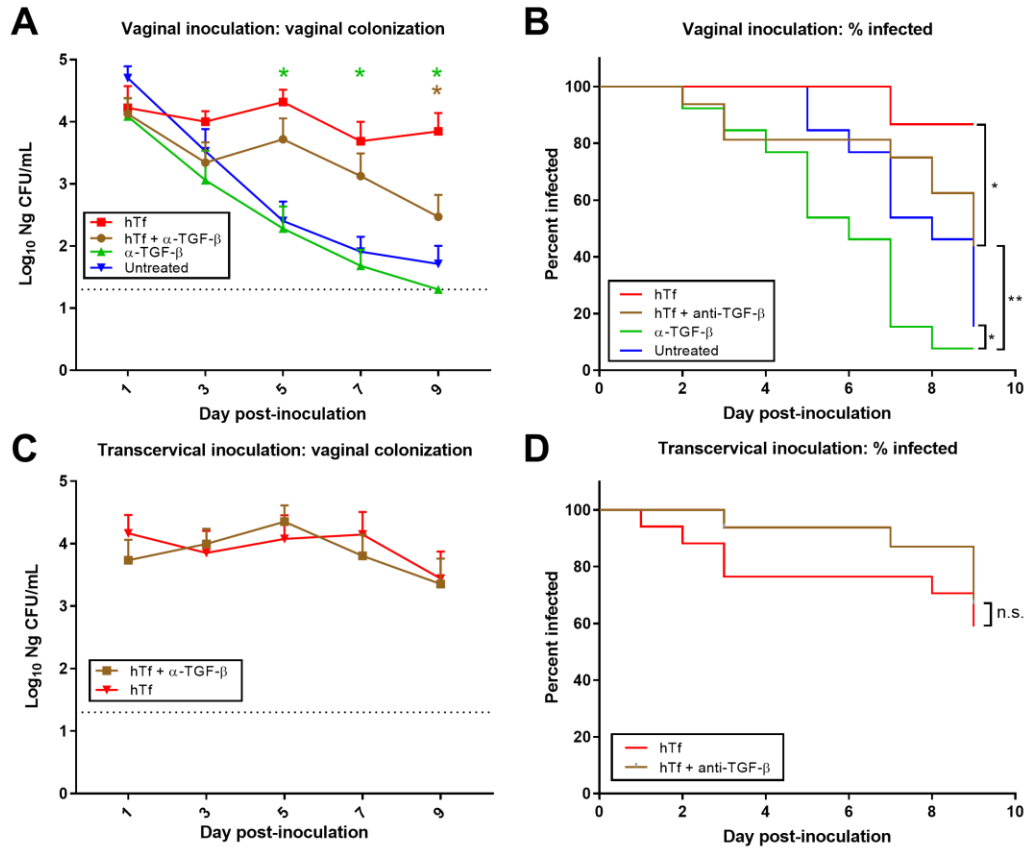 A
Vaginal inoculation: vaginal colonization
Log10 Ng CFU/mL
5
4
3
2
1
0
*
*
*
*
hTf
hTf + α-TGF-β
α-TGF-β
Untreated
1
3
5
7
9
Day post-inoculation
B
Vaginal inoculation: % infected
Percent infected
100
80
60
40
20
0
*
**
*
hTf
hTf + anti-TGF-β
α-TGF-β
Untreated
0
2
4
6
8
10
Day post-inoculation
C
Transcervical inoculation: vaginal colonization
Log10 Ng CFU/mL
5
4
3
2
1
0
hTf + α-TGF-β
hTf
1
3
5
7
9
Day post-inoculation
D
Transcervical inoculation: % infected
Percent infected
100
80
60
40
20
0
n.s.
hTf
hTf + anti-TGF-β
0
2
4
6
8
10
Day post-inoculation